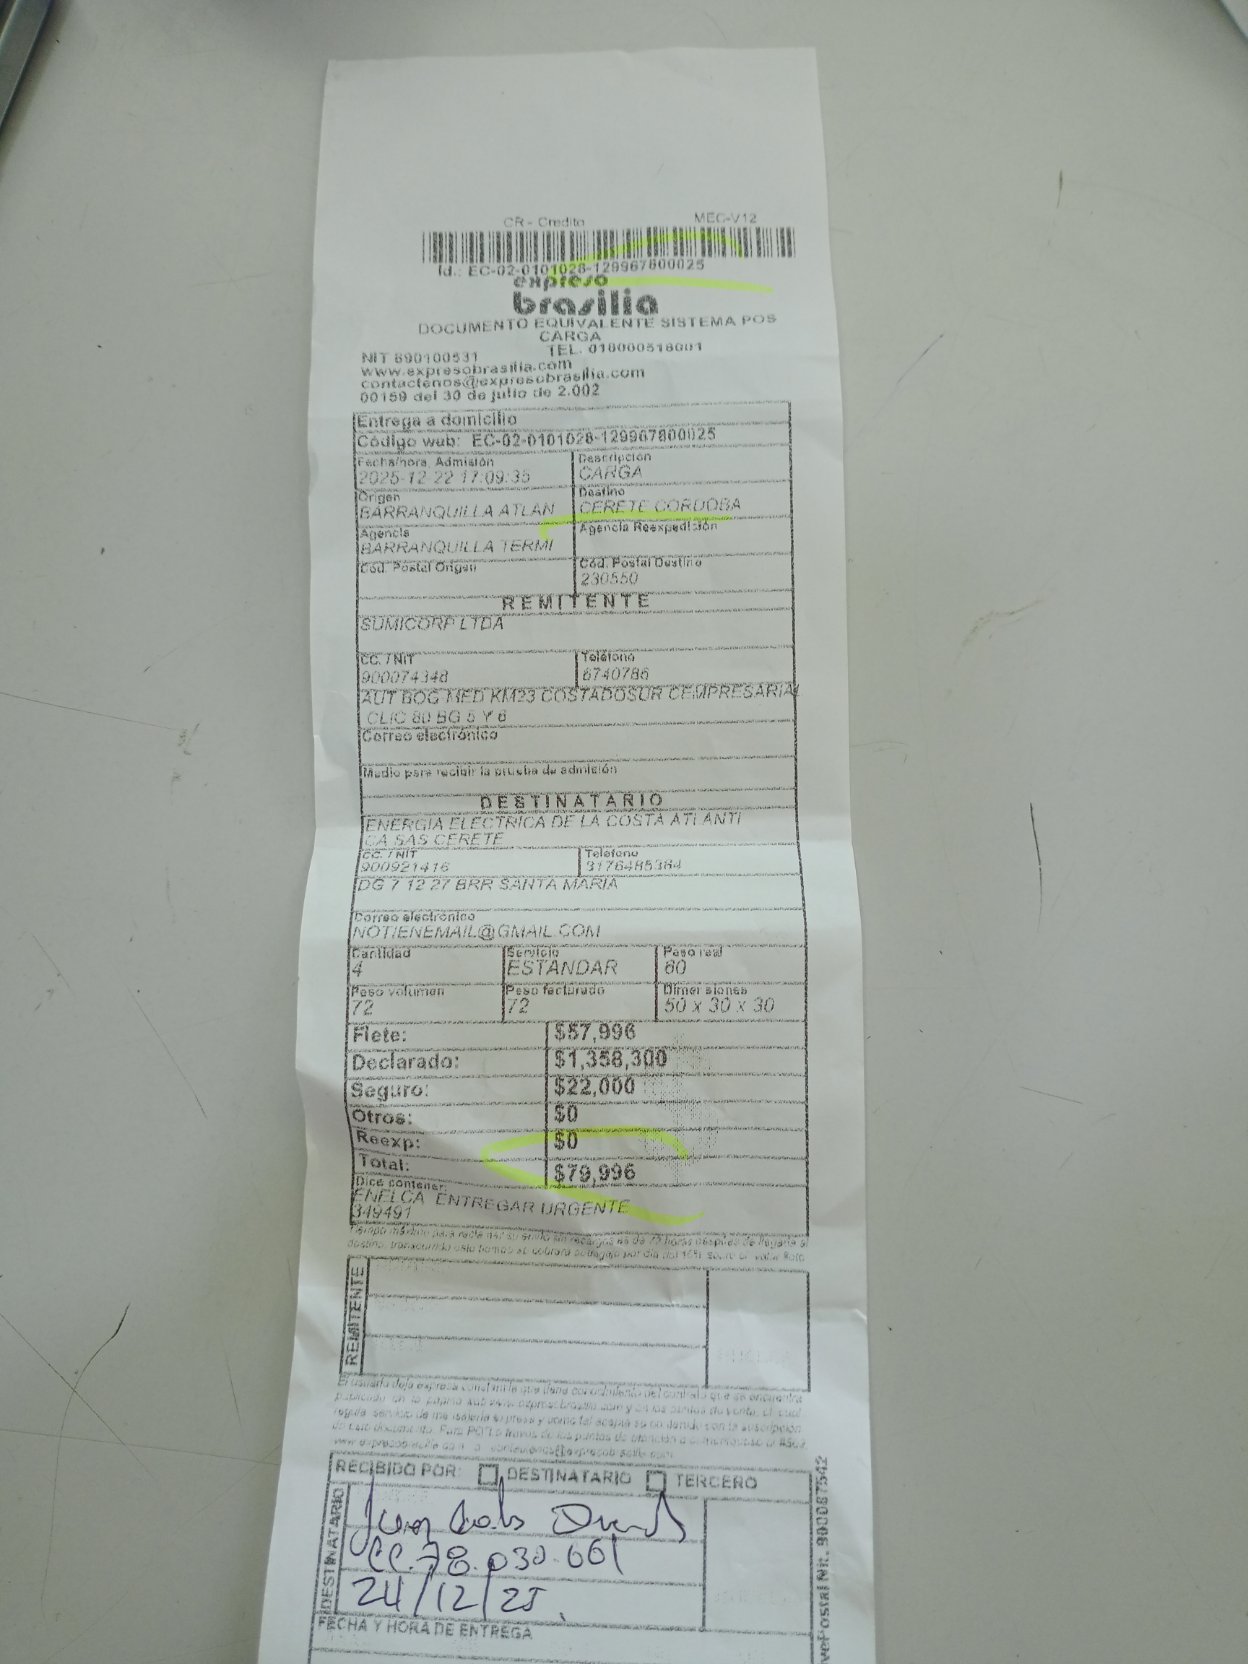 CR - Credito MEC-V12
Id.: EC-02-0101028-129967800025
expreso
brasilia
DOCUMENTO EQUIVALENTE SISTEMA POS
CARGA
NIT 890100531 TEL. 018000518001
www.expresobrasilia.com
contactenos@expresobrasilia.com
00159 del 30 de julio de 2.002
Entrega a domicilio
Código web: EC-02-0101028-129967800025
Fecha/hora, Admisión Descripción
2025-12-22 17:09:35 CARGA
Origen Destino
BARRANQUILLA ATLAN CERETE CORDOBA
Agencia Agencia Reexpedición
BARRANQUILLA TERMI
Cód. Postal Origen Cód. Postal Destino
230550
REMITENTE
SUMICORP LTDA
CC. / NIT Teléfono
900074348 6740786
AUT BOG MED KM23 COSTADOSUR CEMPRESARIAL
CLIC 80 BG 5 Y 6
Correo electrónico
Medio para recibir la prueba de admisión
DESTINATARIO
ENERGIA ELECTRICA DE LA COSTA ATLANTI
CA SAS CERETE
CC. / NIT Teléfono
900921416 3176485384
DG 7 12 27 BRR SANTA MARIA
Correo electrónico
NOTIENEMAIL@GMAIL.COM
Cantidad Servicio Peso real
4 ESTANDAR 60
Peso volumen Peso facturado Dimensiones
72 72 50 x 30 x 30
Flete: $57,996
Declarado: $1,358,300
Seguro: $22,000
Otros: $0
Reexp: $0
Total: $79,996
Dice contener:
ENELCA ENTREGAR URGENTE
349491
REMITENTE
RECIBIDO POR: DESTINATARIO TERCERO
DESTINATARIO
CC. 78.030.661
24/12/25
FECHA Y HORA DE ENTREGA
Postal Nit. 900087542